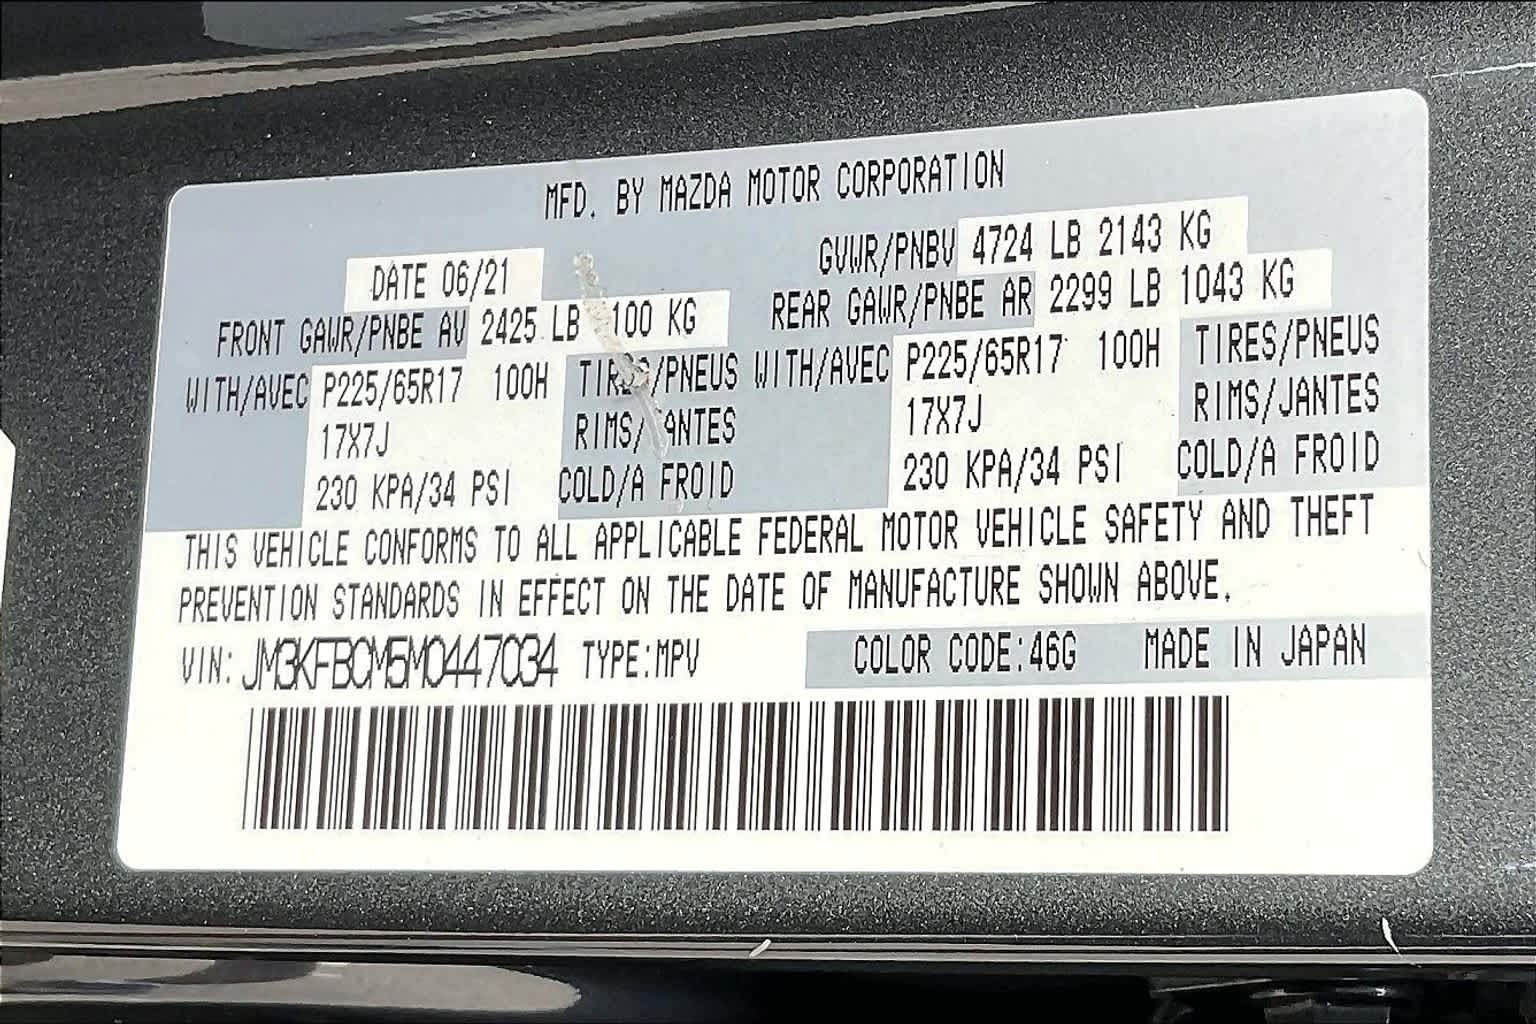 MFD. BY MAZDA MOTOR CORPORATION
DATE 06/21 GVWR/PNBV 4724 LB 2143 KG
FRONT GAWR/PNBE AV 2425 LB 100 KG REAR GAWR/PNBE AR 2299 LB 1043 KG
WITH/AVEC P225/65R17 100H TIRES/PNEUS WITH/AVEC P225/65R17 100H TIRES/PNEUS
17X7J RIMS/JANTES 17X7J RIMS/JANTES
230 KPA/34 PSI COLD/A FROID 230 KPA/34 PSI COLD/A FROID
THIS VEHICLE CONFORMS TO ALL APPLICABLE FEDERAL MOTOR VEHICLE SAFETY AND THEFT
PREVENTION STANDARDS IN EFFECT ON THE DATE OF MANUFACTURE SHOWN ABOVE.
VIN: JM3KFBCM5M0447034 TYPE:MPV COLOR CODE:46G MADE IN JAPAN